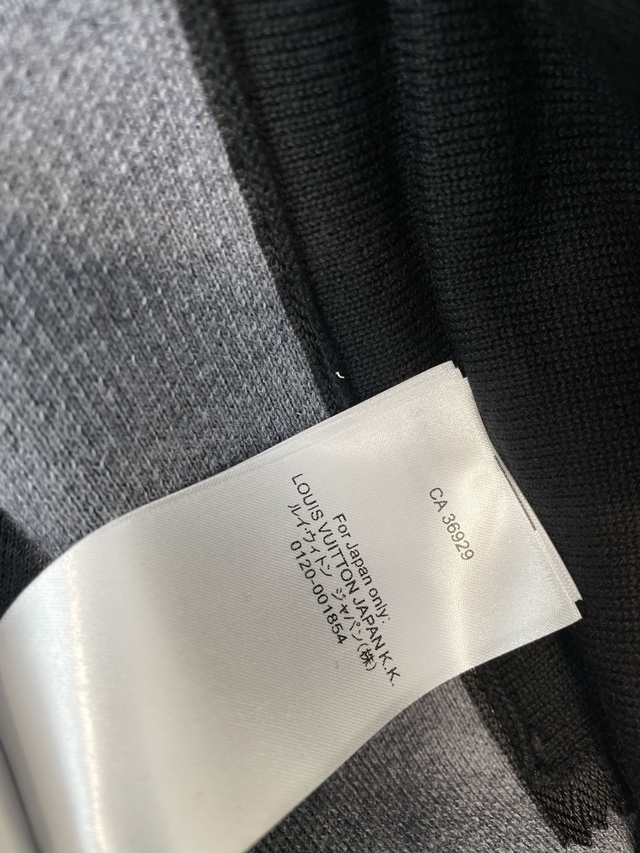 CA 36929
For Japan only:
LOUIS VUITTON JAPAN K.K.
ルイ・ヴィトン ジャパン(株)
0120-001854